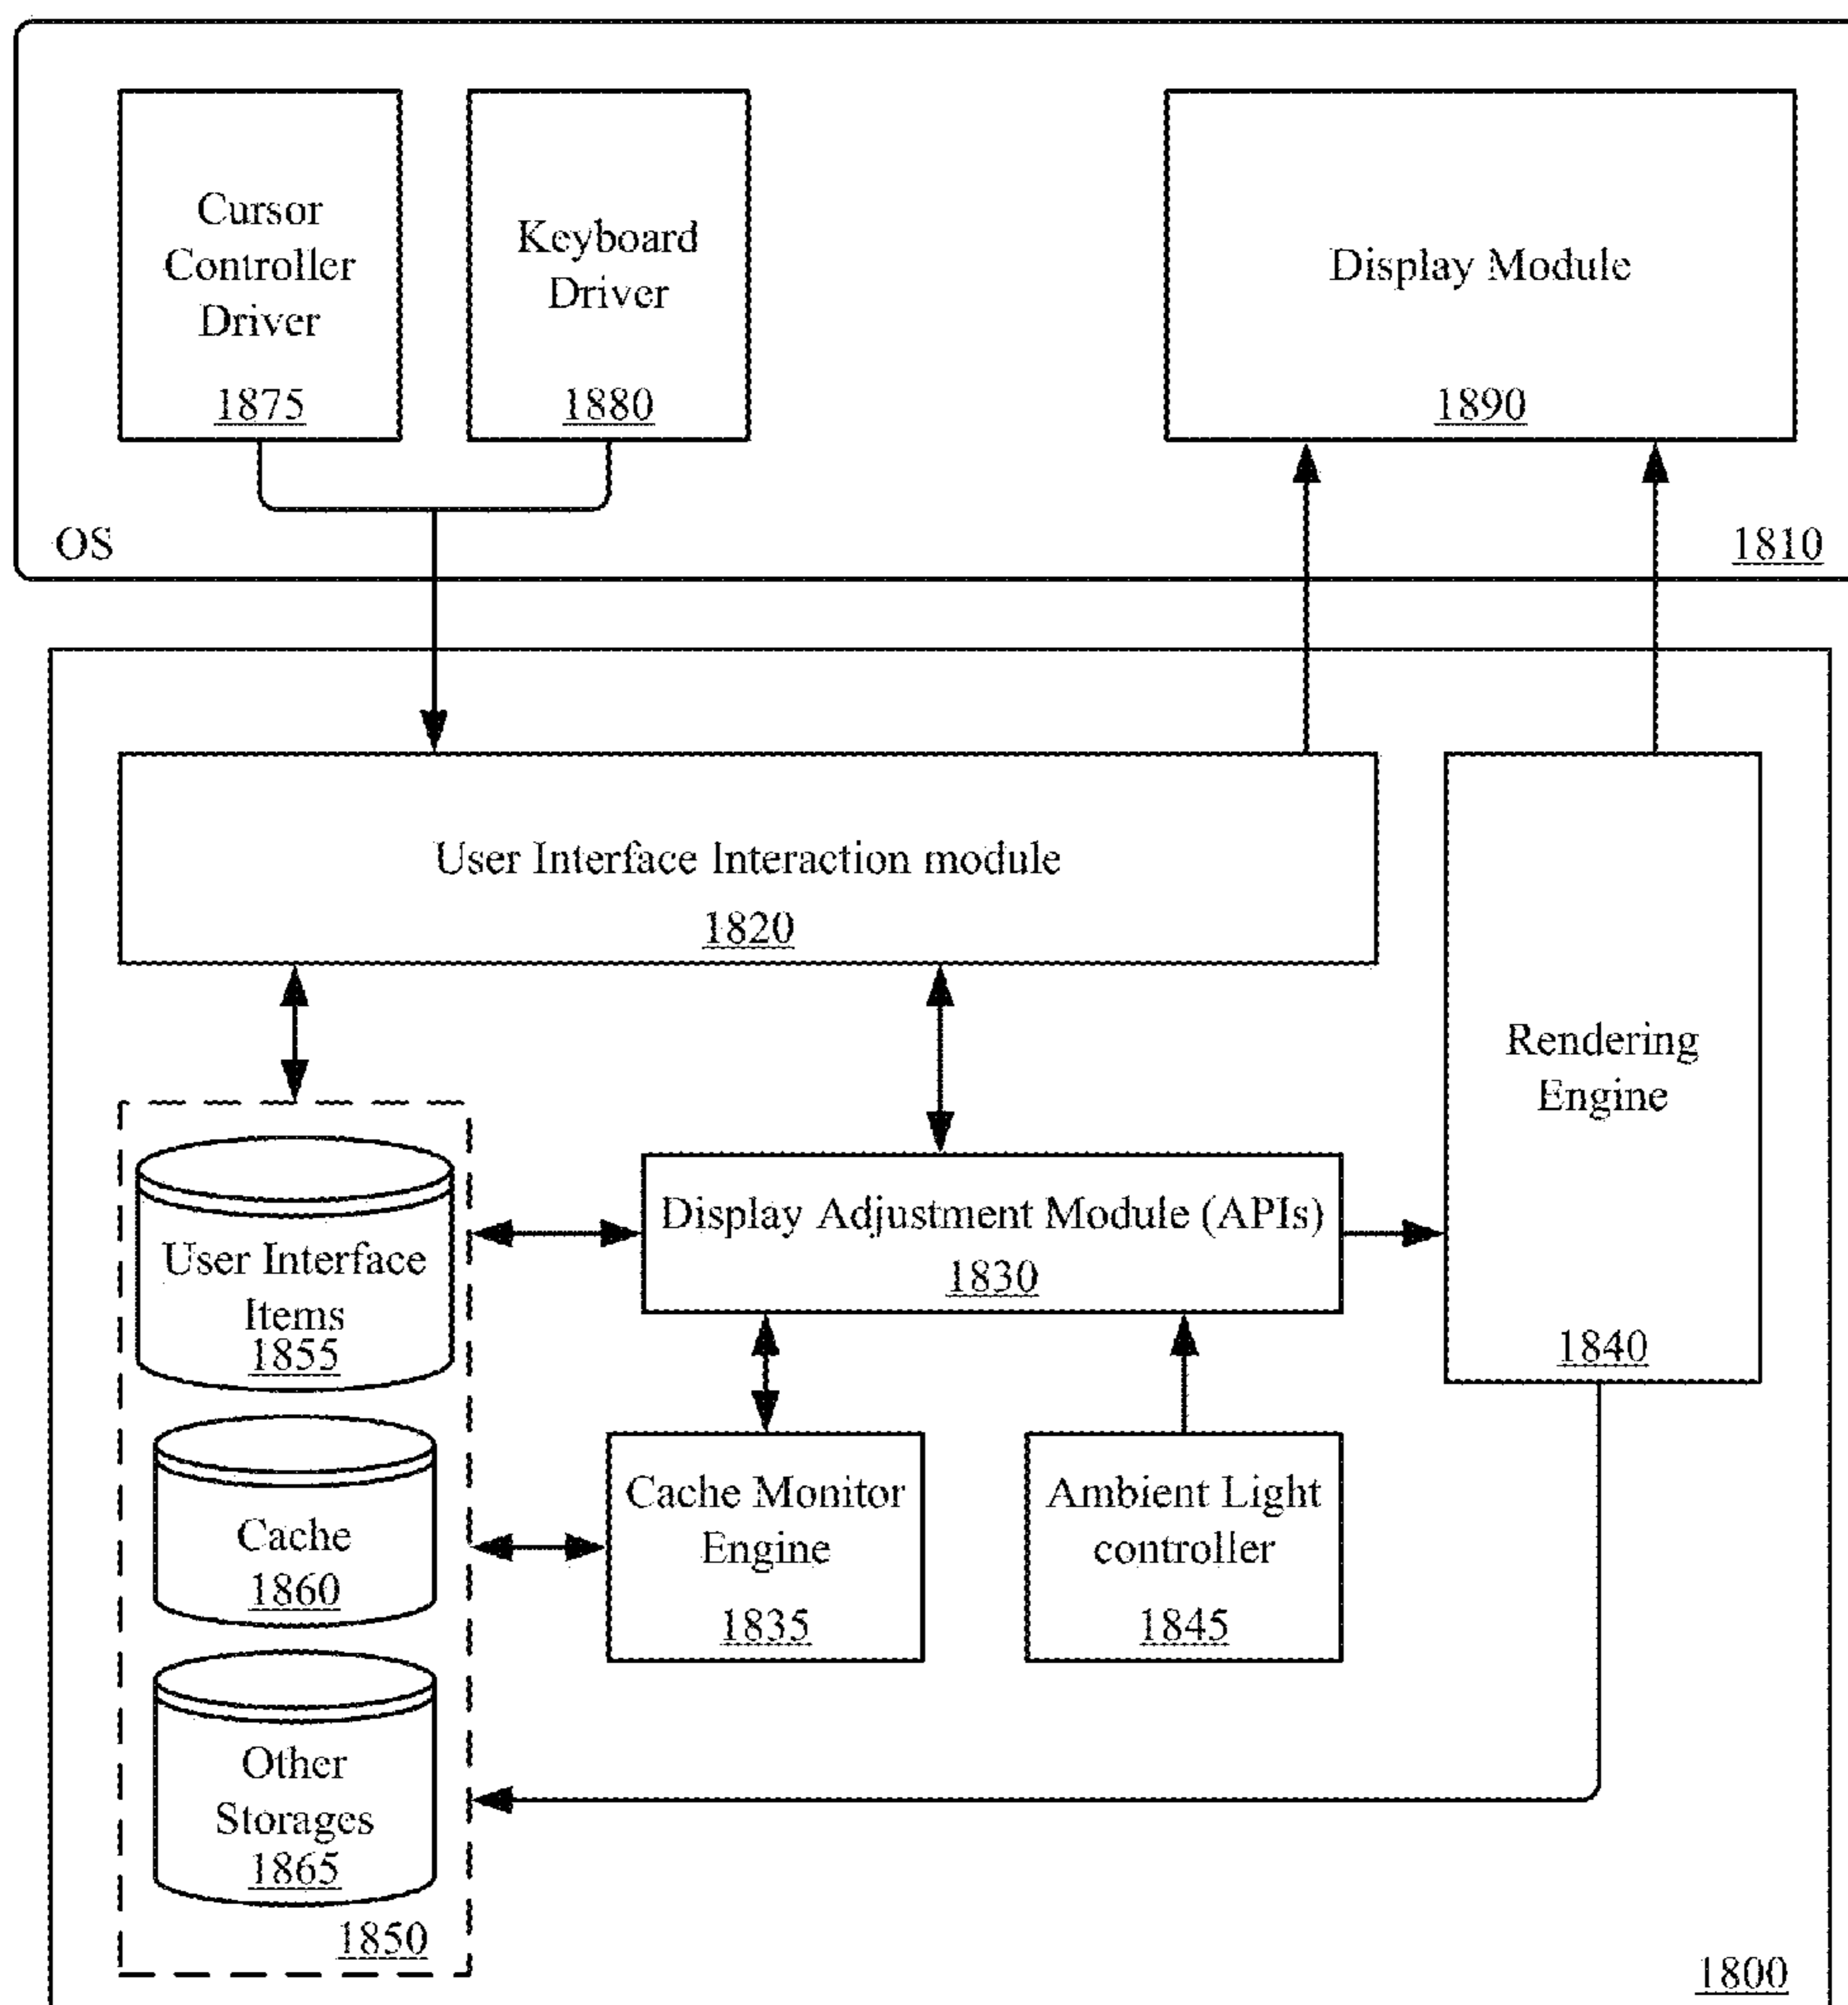 Cursor
Controller
Driver
1875
Keyboard
Driver
1880
Display Module
1890
OS
1810
User Interface Interaction module
1820
Rendering
Engine
1840
User Interface
Items
1855
Display Adjustment Module (APIs)
1830
Cache
1860
Cache Monitor
Engine
1835
Ambient Light
controller
1845
Other
Storages
1865
1850
1800